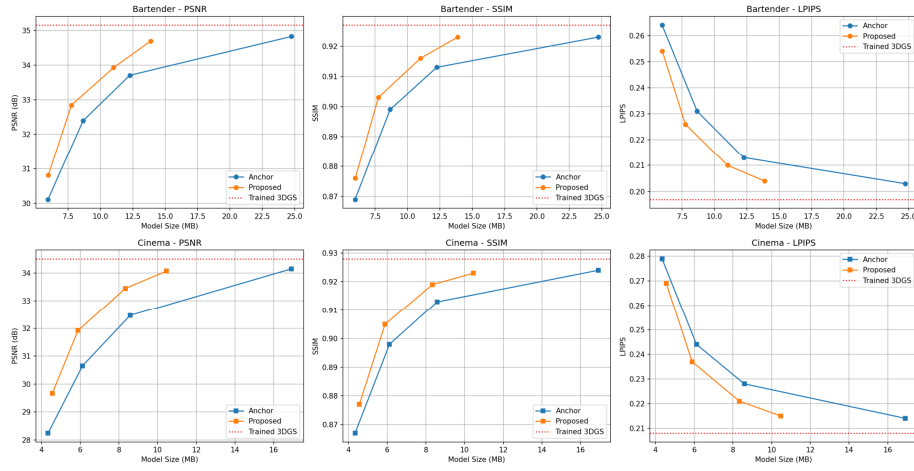 Bartender - PSNR
35
34
33
32
31
30
PSNR (dB)
7.5 10.0 12.5 15.0 17.5 20.0 22.5 25.0
Model Size (MB)
Anchor
Proposed
Trained 3DGS
Bartender - SSIM
0.92
0.91
0.90
0.89
0.88
0.87
SSIM
7.5 10.0 12.5 15.0 17.5 20.0 22.5 25.0
Model Size (MB)
Anchor
Proposed
Trained 3DGS
Bartender - LPIPS
0.26
0.25
0.24
0.23
0.22
0.21
0.20
LPIPS
7.5 10.0 12.5 15.0 17.5 20.0 22.5 25.0
Model Size (MB)
Anchor
Proposed
Trained 3DGS
Cinema - PSNR
34
33
32
31
30
29
28
PSNR (dB)
4 6 8 10 12 14 16
Model Size (MB)
Anchor
Proposed
Trained 3DGS
Cinema - SSIM
0.93
0.92
0.91
0.90
0.89
0.88
0.87
SSIM
4 6 8 10 12 14 16
Model Size (MB)
Anchor
Proposed
Trained 3DGS
Cinema - LPIPS
0.28
0.27
0.26
0.25
0.24
0.23
0.22
0.21
LPIPS
4 6 8 10 12 14 16
Model Size (MB)
Anchor
Proposed
Trained 3DGS